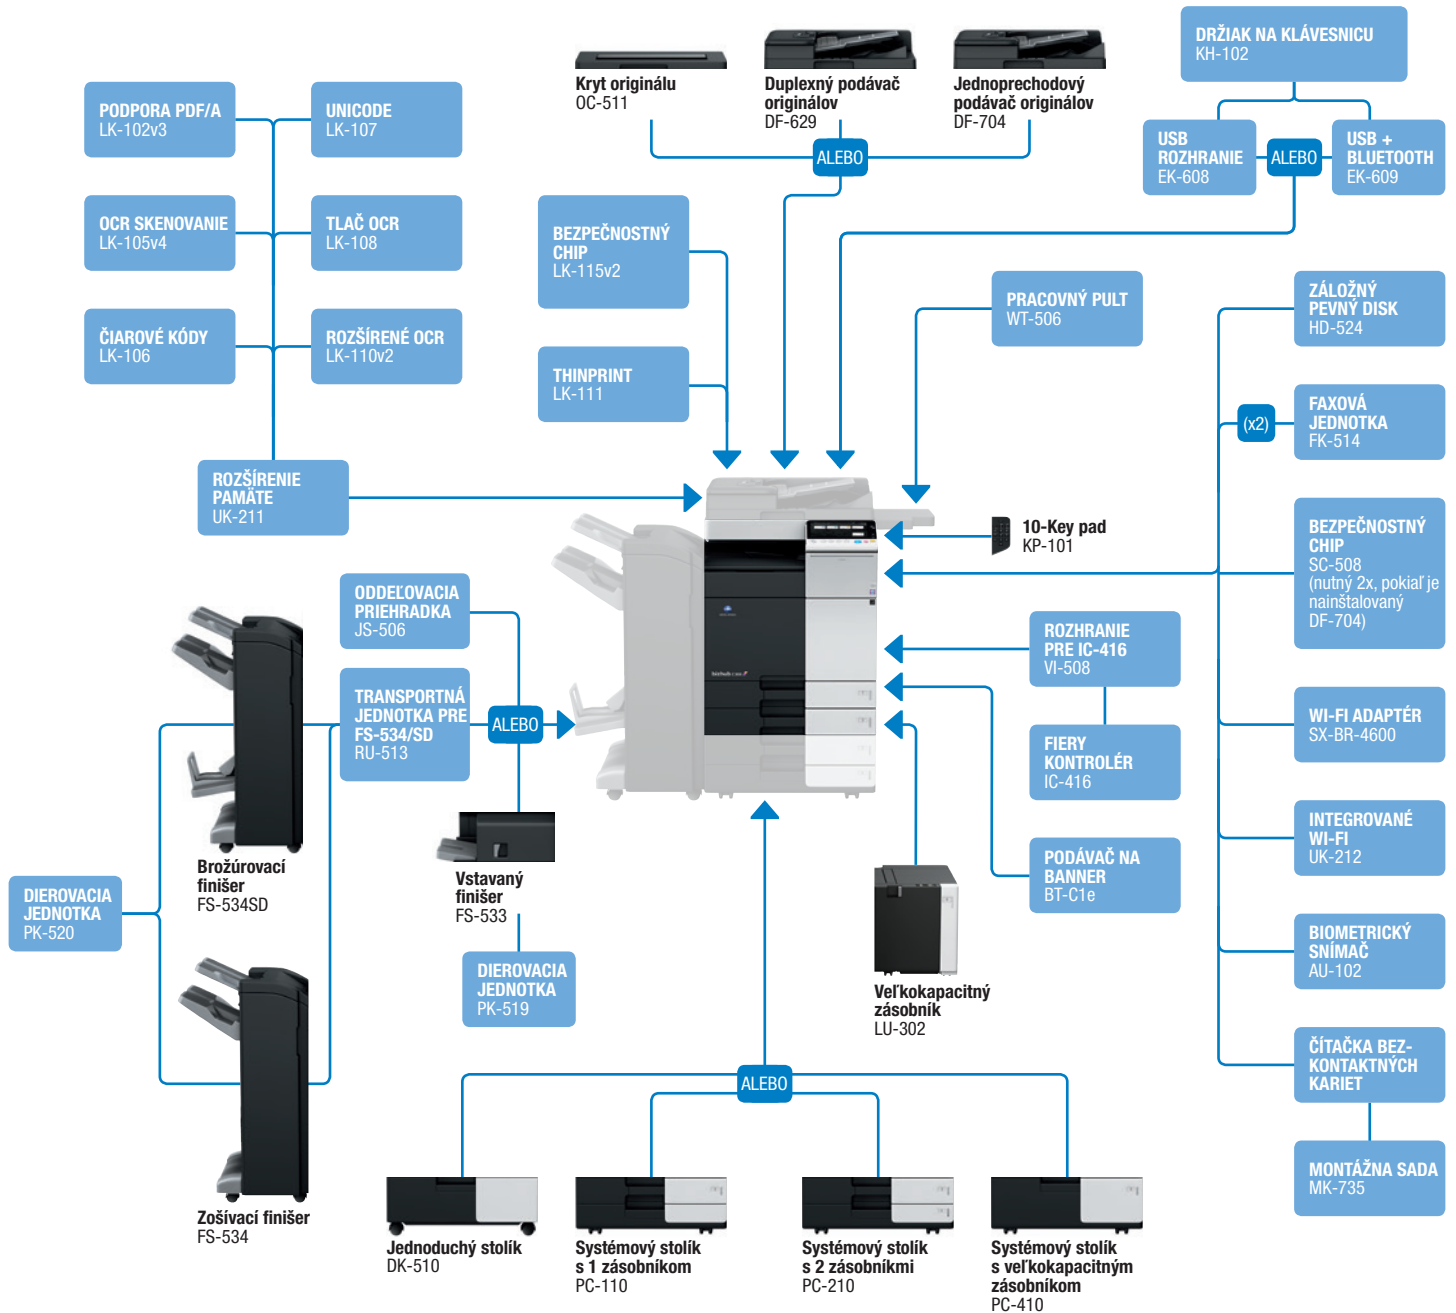 DRŽIAK NA KLÁVESNICU
KH-102
Kryt originálu
OC-511
Duplexný podávač
originálov
DF-629
Jednoprechodový
podávač originálov
DF-704
PODPORA PDF/A
LK-102v3
UNICODE
LK-107
ALEBO
USB
ROZHRANIE
EK-608
ALEBO
USB +
BLUETOOTH
EK-609
OCR SKENOVANIE
LK-105v4
TLAČ OCR
LK-108
BEZPEČNOSTNÝ
CHIP
LK-115v2
PRACOVNÝ PULT
WT-506
ZÁLOŽNÝ
PEVNÝ DISK
HD-524
ČIAROVÉ KÓDY
LK-106
ROZŠÍRENÉ OCR
LK-110v2
THINPRINT
LK-111
(x2)
FAXOVÁ
JEDNOTKA
FK-514
ROZŠÍRENIE
PAMÄTE
UK-211
10-Key pad
KP-101
BEZPEČNOSTNÝ
CHIP
SC-508
(nutný 2x, pokiaľ je
nainštalovaný
DF-704)
ODDEĽOVACIA
PRIEHRADKA
JS-506
ROZHRANIE
PRE IC-416
VI-508
TRANSPORTNÁ
JEDNOTKA PRE
FS-534/SD
RU-513
ALEBO
WI-FI ADAPTÉR
SX-BR-4600
FIERY
KONTROLÉR
IC-416
INTEGROVANÉ
WI-FI
UK-212
Brožúrovací
finišer
FS-534SD
Vstavaný
finišer
FS-533
PODÁVAČ NA
BANNER
BT-C1e
DIEROVACIA
JEDNOTKA
PK-520
BIOMETRICKÝ
SNÍMAČ
AU-102
DIEROVACIA
JEDNOTKA
PK-519
Veľkokapacitný
zásobník
LU-302
ČÍTAČKA BEZ-
KONTAKTNÝCH
KARIET
ALEBO
MONTÁŽNA SADA
MK-735
Zošívací finišer
FS-534
Jednoduchý stolík
DK-510
Systémový stolík
s 1 zásobníkom
PC-110
Systémový stolík
s 2 zásobníkmi
PC-210
Systémový stolík
s veľkokapacitným
zásobníkom
PC-410